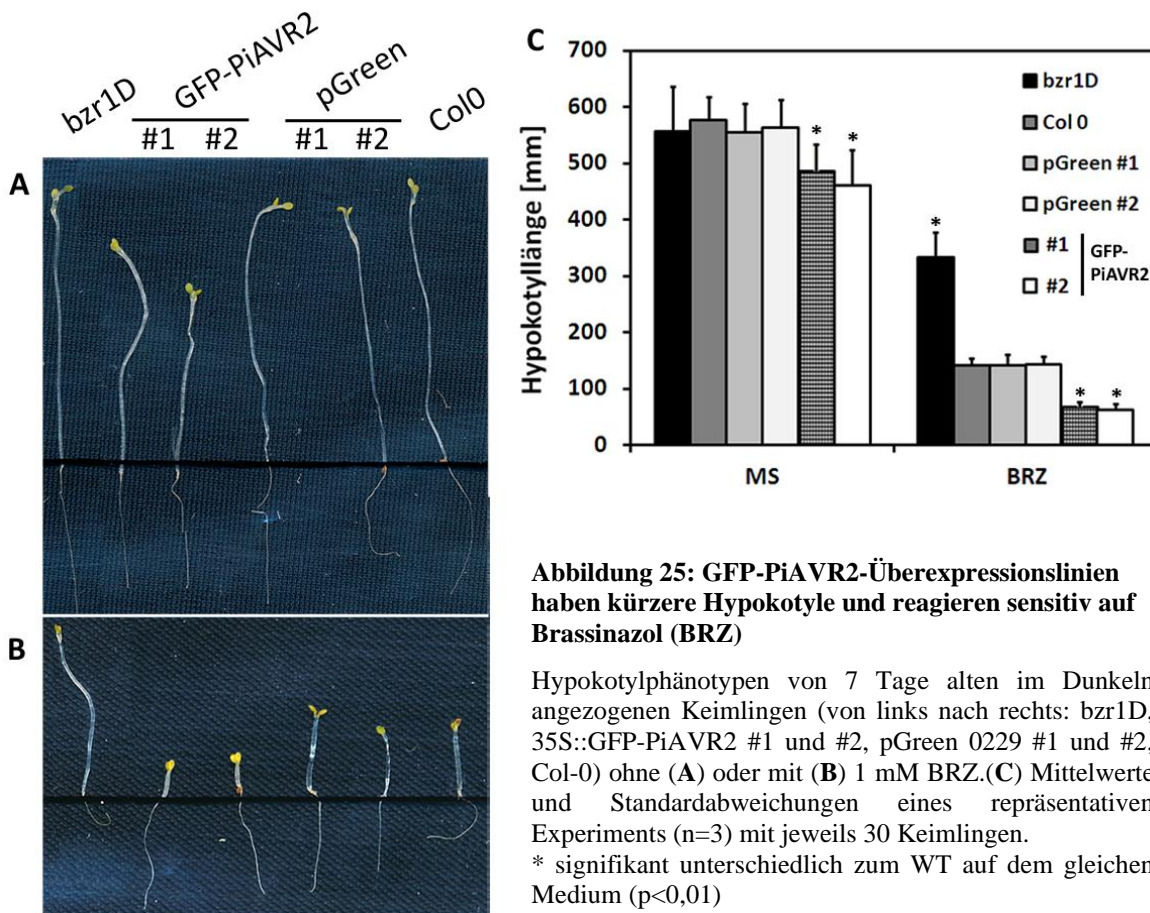 bzr1D
GFP-PiAVR2
pGreen
Col0
#1 #2
#1 #2
A
B
C
700
600
500
400
300
200
100
0
Hypokotyllänge [mm]
* *
*
* *
MS
BRZ
bzr1D
Col 0
pGreen #1
pGreen #2
#1
#2
GFP-
PiAVR2
Abbildung 25: GFP-PiAVR2-Überexpressionslinien
haben kürzere Hypokotyle und reagieren sensitiv auf
Brassinazol (BRZ)
Hypokotylphänotypen von 7 Tage alten im Dunkeln
angezogenen Keimlingen (von links nach rechts: bzr1D,
35S::GFP-PiAVR2 #1 und #2, pGreen 0229 #1 und #2,
Col-0) ohne (A) oder mit (B) 1 mM BRZ.(C) Mittelwerte
und Standardabweichungen eines repräsentativen
Experiments (n=3) mit jeweils 30 Keimlingen.
* signifikant unterschiedlich zum WT auf dem gleichen
Medium (p<0,01)